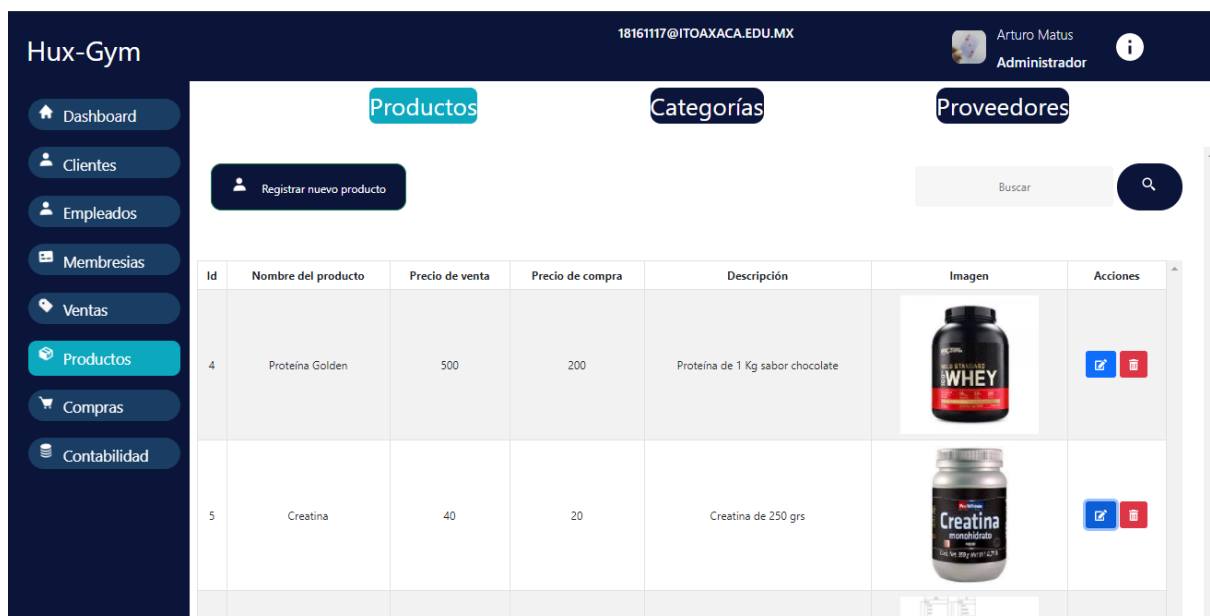 Hux-Gym
18161117@ITOAXACA.EDU.MX
Arturo Matus
Administrador
Dashboard
Clientes
Empleados
Membresias
Ventas
Productos
Compras
Contabilidad
Productos
Categorías
Proveedores
Registrar nuevo producto
Buscar
Id Nombre del producto Precio de venta Precio de compra Descripción Imagen Acciones
4 Proteína Golden 500 200 Proteína de 1 Kg sabor chocolate
WHEY
5 Creatina 40 20 Creatina de 250 grs
Creatina
monohidrato